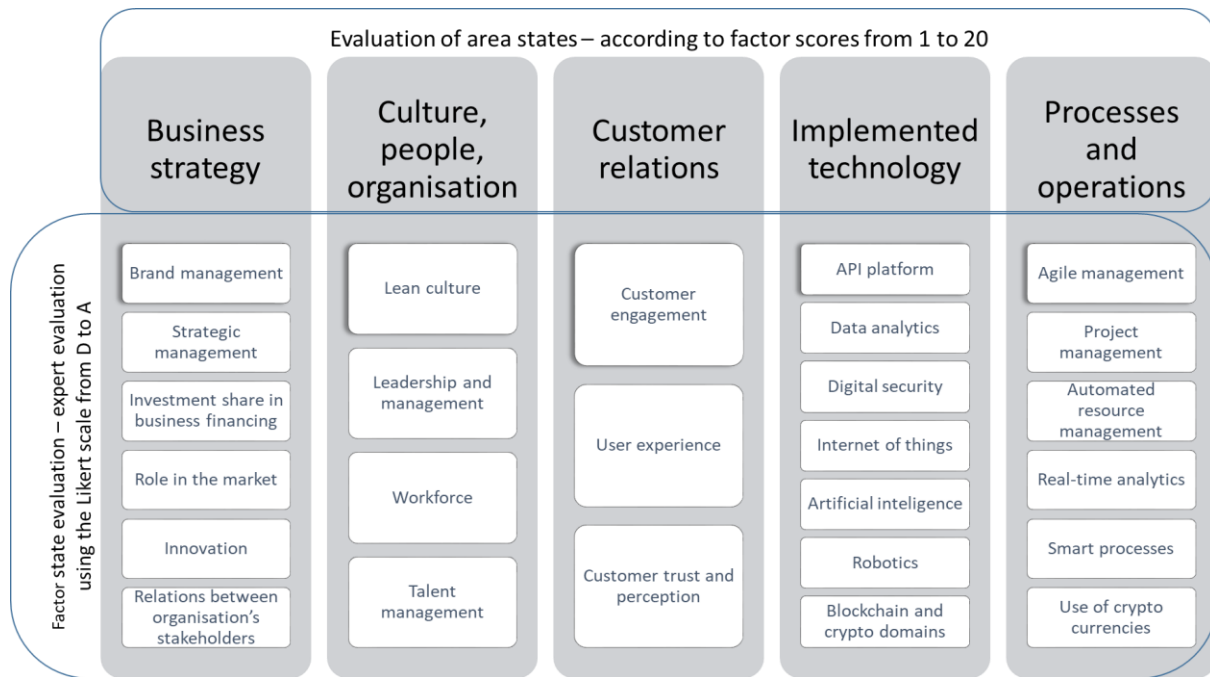 Evaluation of area states – according to factor scores from 1 to 20
Business
strategy
Culture,
people,
organisation
Customer
relations
Implemented
technology
Processes
and
operations
Factor state evaluation – expert evaluation
using the Likert scale from D to A
Brand management
Strategic
management
Investment share in
business financing
Role in the market
Innovation
Relations between
organisation's
stakeholders
Lean culture
Leadership and
management
Workforce
Talent
management
Customer
engagement
User experience
Customer trust and
perception
API platform
Data analytics
Digital security
Internet of things
Artificial inteligence
Robotics
Blockchain and
crypto domains
Agile management
Project
management
Automated
resource
management
Real-time analytics
Smart processes
Use of crypto
currencies